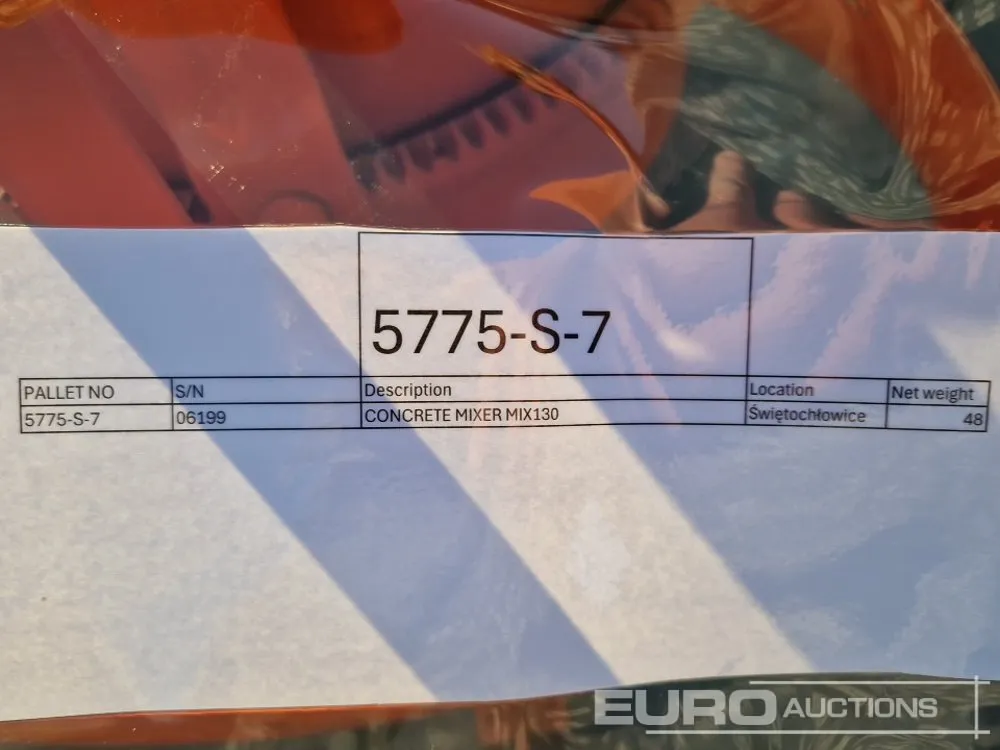 5775-S-7
PALLET NO S/N Description Location Net weight
5775-S-7 06199 CONCRETE MIXER MIX130 Świętochłowice 48
EURO AUCTIONS